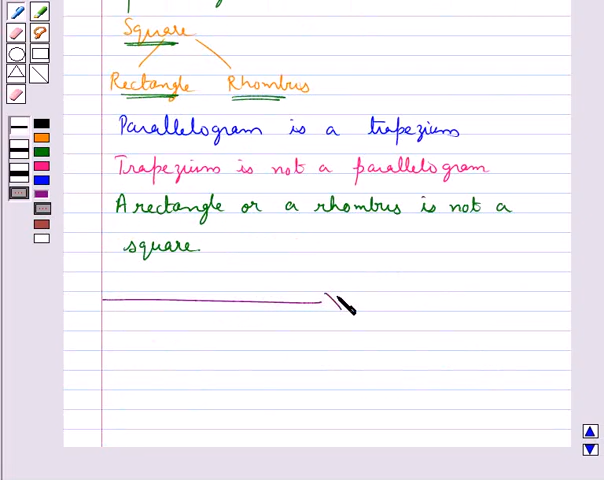 Square
Rectangle Rhombus
Parallelogram is a trapezium
Trapezium is not a parallelogram
A rectangle or a rhombus is not a
square.